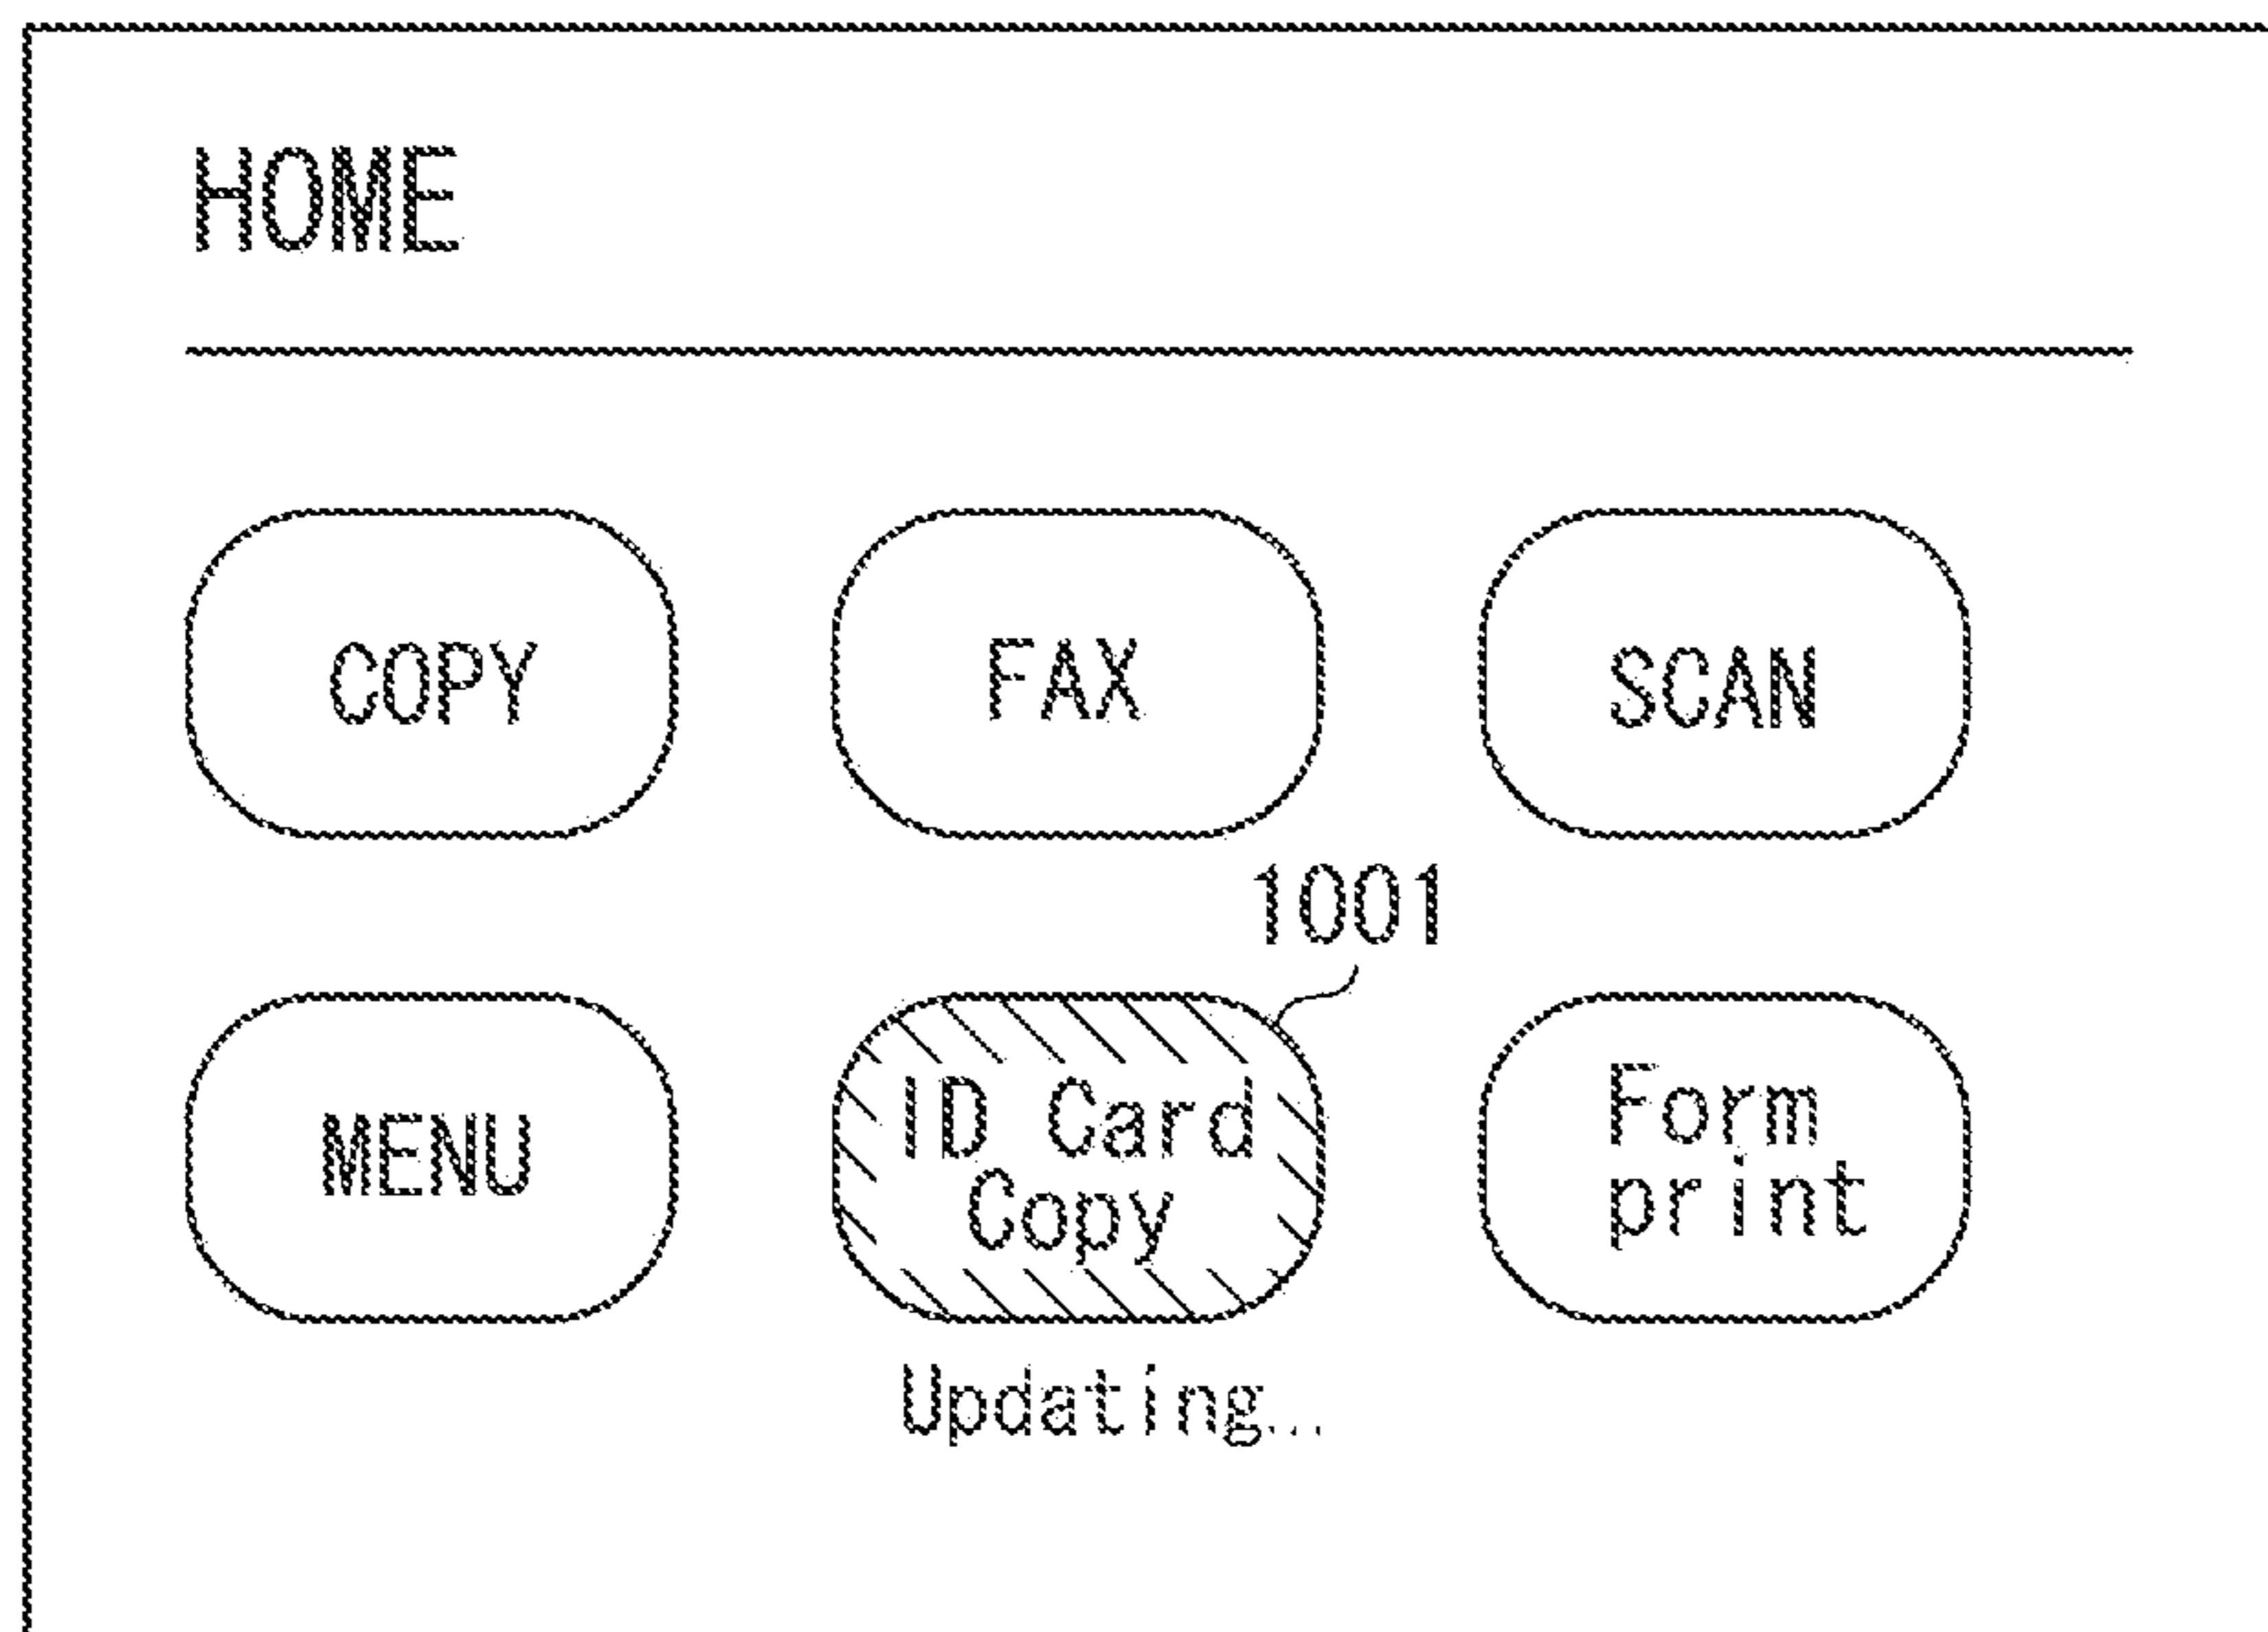 HOME
COPY
FAX
SCAN
1001
MENU
ID Card
Copy
Form
print
Updating...